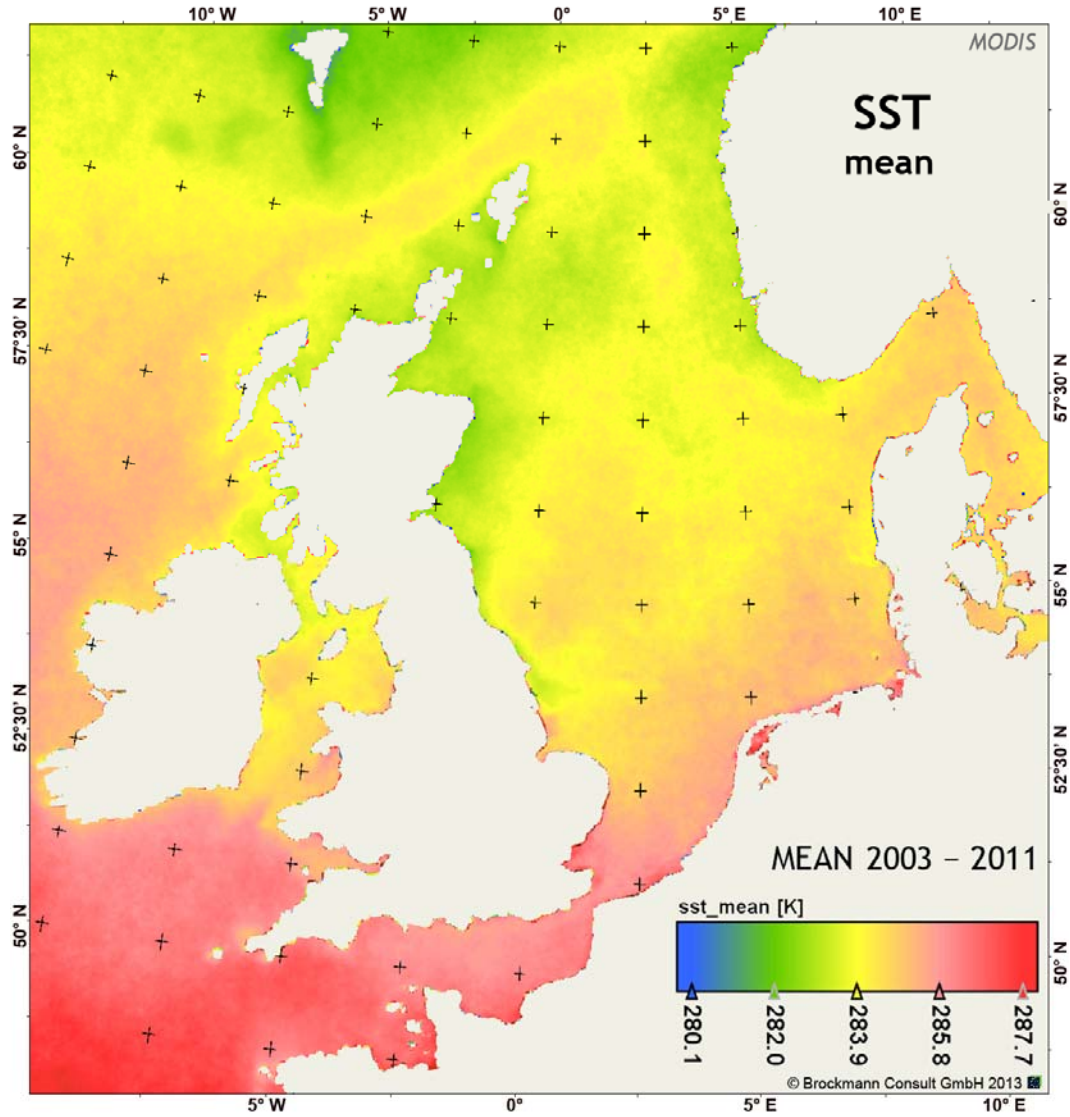 10° W 5° W 0° 5° E 10° E
MODIS
SST
mean
60° N
60° N
57°30' N
57°30' N
55° N
55° N
52°30' N
52°30' N
MEAN 2003 – 2011
sst_mean [K]
50° N
50° N
280.1 282.0 283.9 285.8 287.7
© Brockmann Consult GmbH 2013
5° W 0° 5° E 10° E